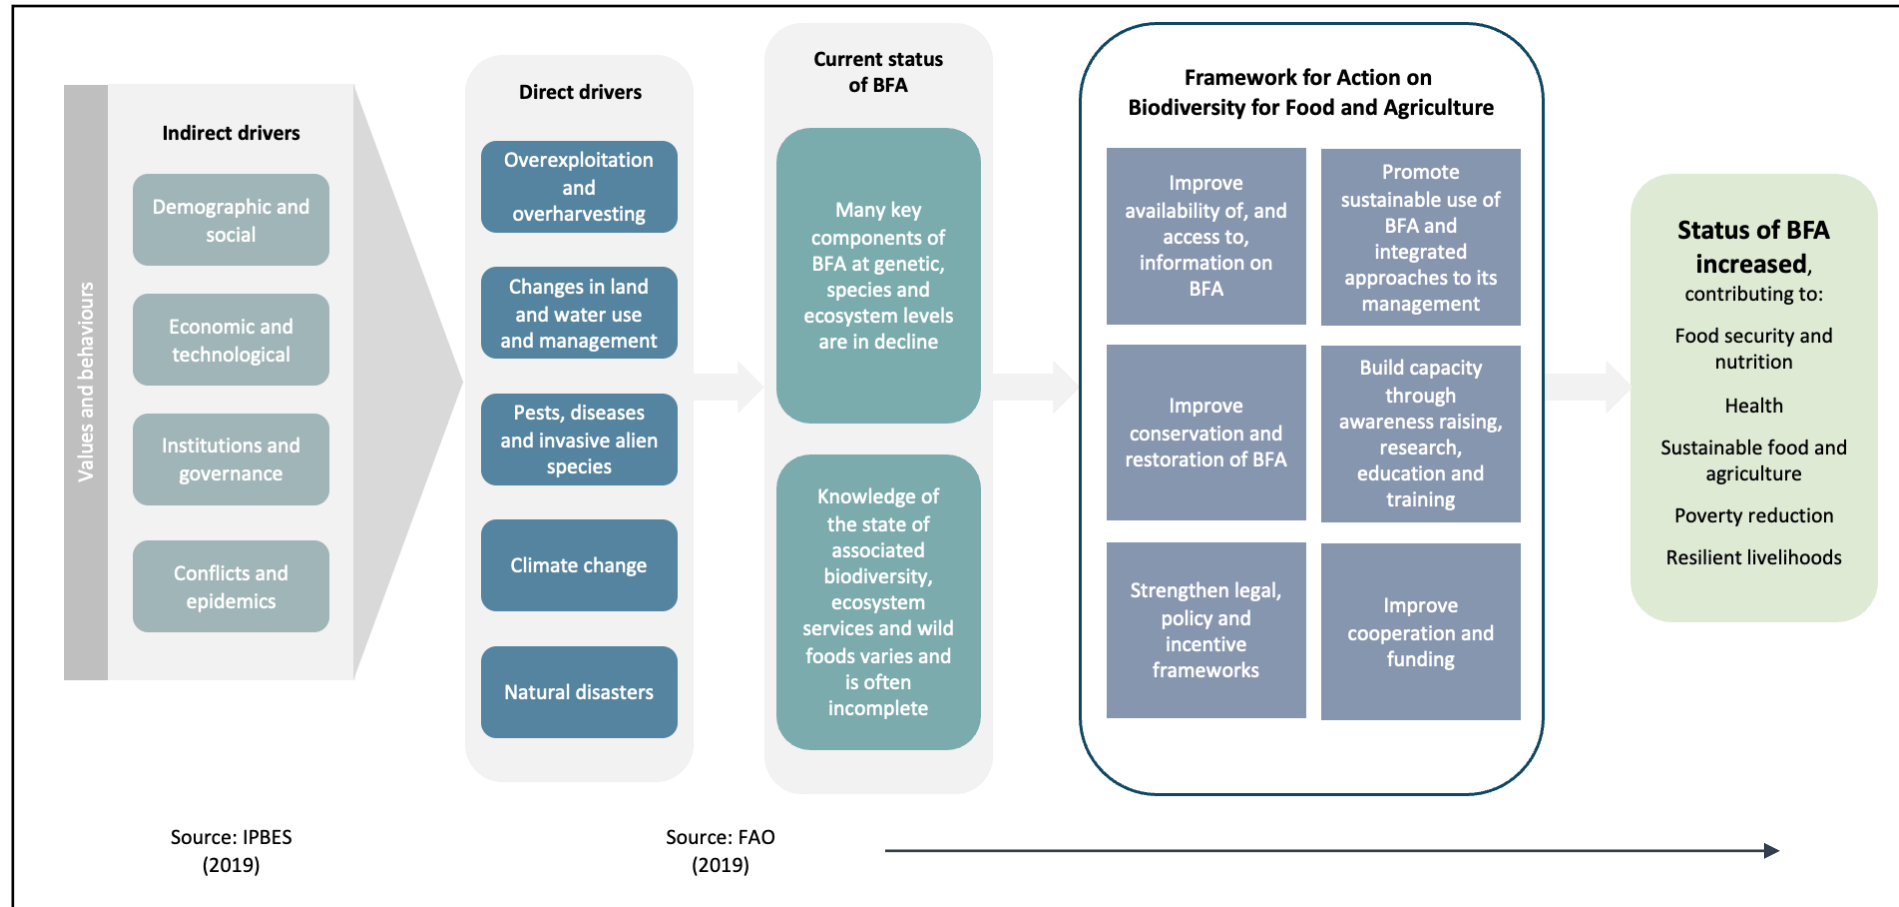 Values and behaviours
Indirect drivers
Demographic and
social
Economic and
technological
Institutions and
governance
Conflicts and
epidemics
Direct drivers
Overexploitation
and
overharvesting
Changes in land
and water use
and management
Pests, diseases
and invasive alien
species
Climate change
Natural disasters
Current status
of BFA
Many key
components of
BFA at genetic,
species and
ecosystem levels
are in decline
Knowledge of
the state of
associated
biodiversity,
ecosystem
services and wild
foods varies and
is often
incomplete
Framework for Action on
Biodiversity for Food and Agriculture
Improve
availability of, and
access to,
information on
BFA
Promote
sustainable use of
BFA and
integrated
approaches to its
management
Improve
conservation and
restoration of BFA
Build capacity
through
awareness raising,
research,
education and
training
Strengthen legal,
policy and
incentive
frameworks
Improve
cooperation and
funding
Status of BFA
increased,
contributing to:
Food security and
nutrition
Health
Sustainable food and
agriculture
Poverty reduction
Resilient livelihoods
Source: IPBES
(2019)
Source: FAO
(2019)